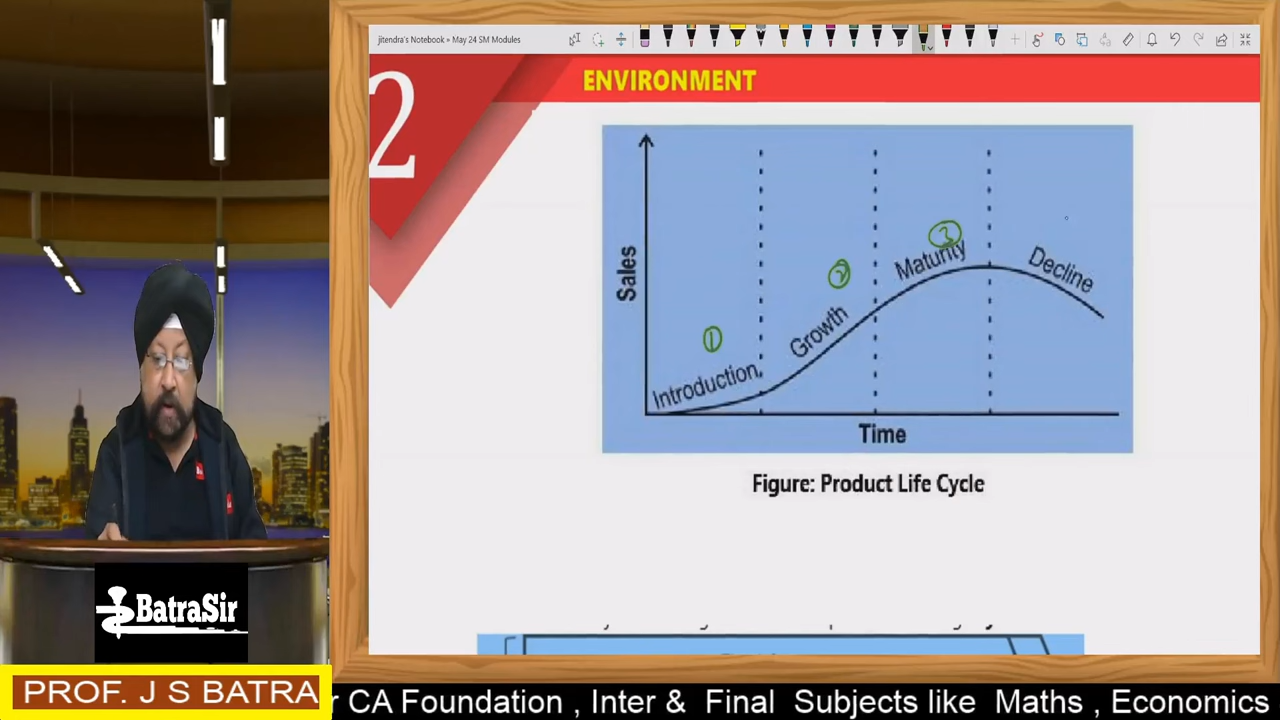 jitendra's Notebook » May 24 SM Modules
2
ENVIRONMENT
Sales
Introduction
Growth
Maturity
Decline
1
2
3
Time
Figure: Product Life Cycle
BatraSir
PROF. J S BATRA
r CA Foundation , Inter & Final Subjects like Maths , Economics ,